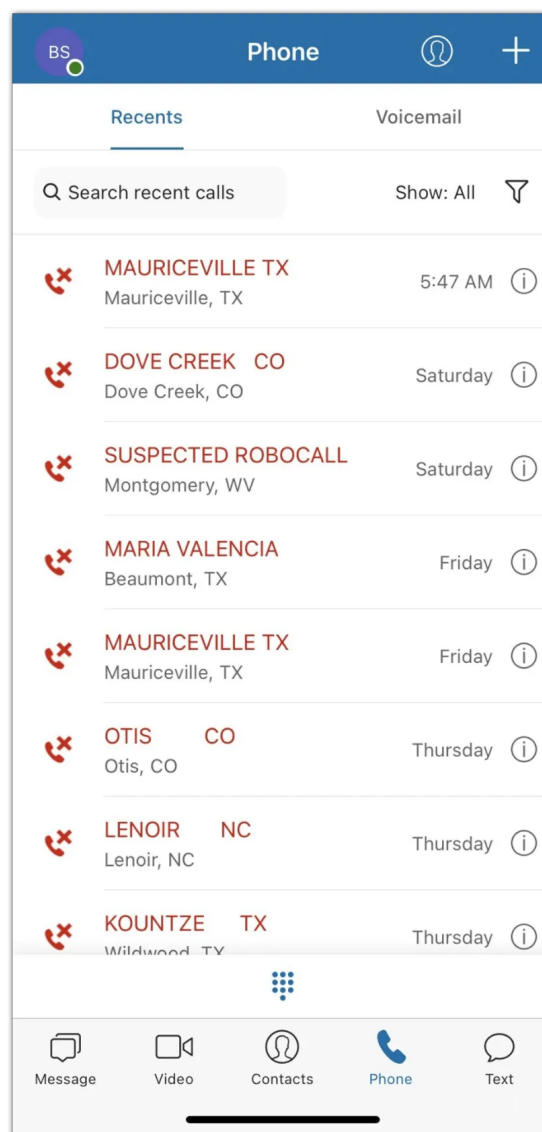 BS
Phone
Recents
Voicemail
Search recent calls
Show: All
MAURICEVILLE TX
Mauriceville, TX
5:47 AM
DOVE CREEK CO
Dove Creek, CO
Saturday
SUSPECTED ROBOCALL
Montgomery, WV
Saturday
MARIA VALENCIA
Beaumont, TX
Friday
MAURICEVILLE TX
Mauriceville, TX
Friday
OTIS CO
Otis, CO
Thursday
LENOIR NC
Lenoir, NC
Thursday
KOUNTZE TX
Wildwood, TX
Thursday
Message
Video
Contacts
Phone
Text